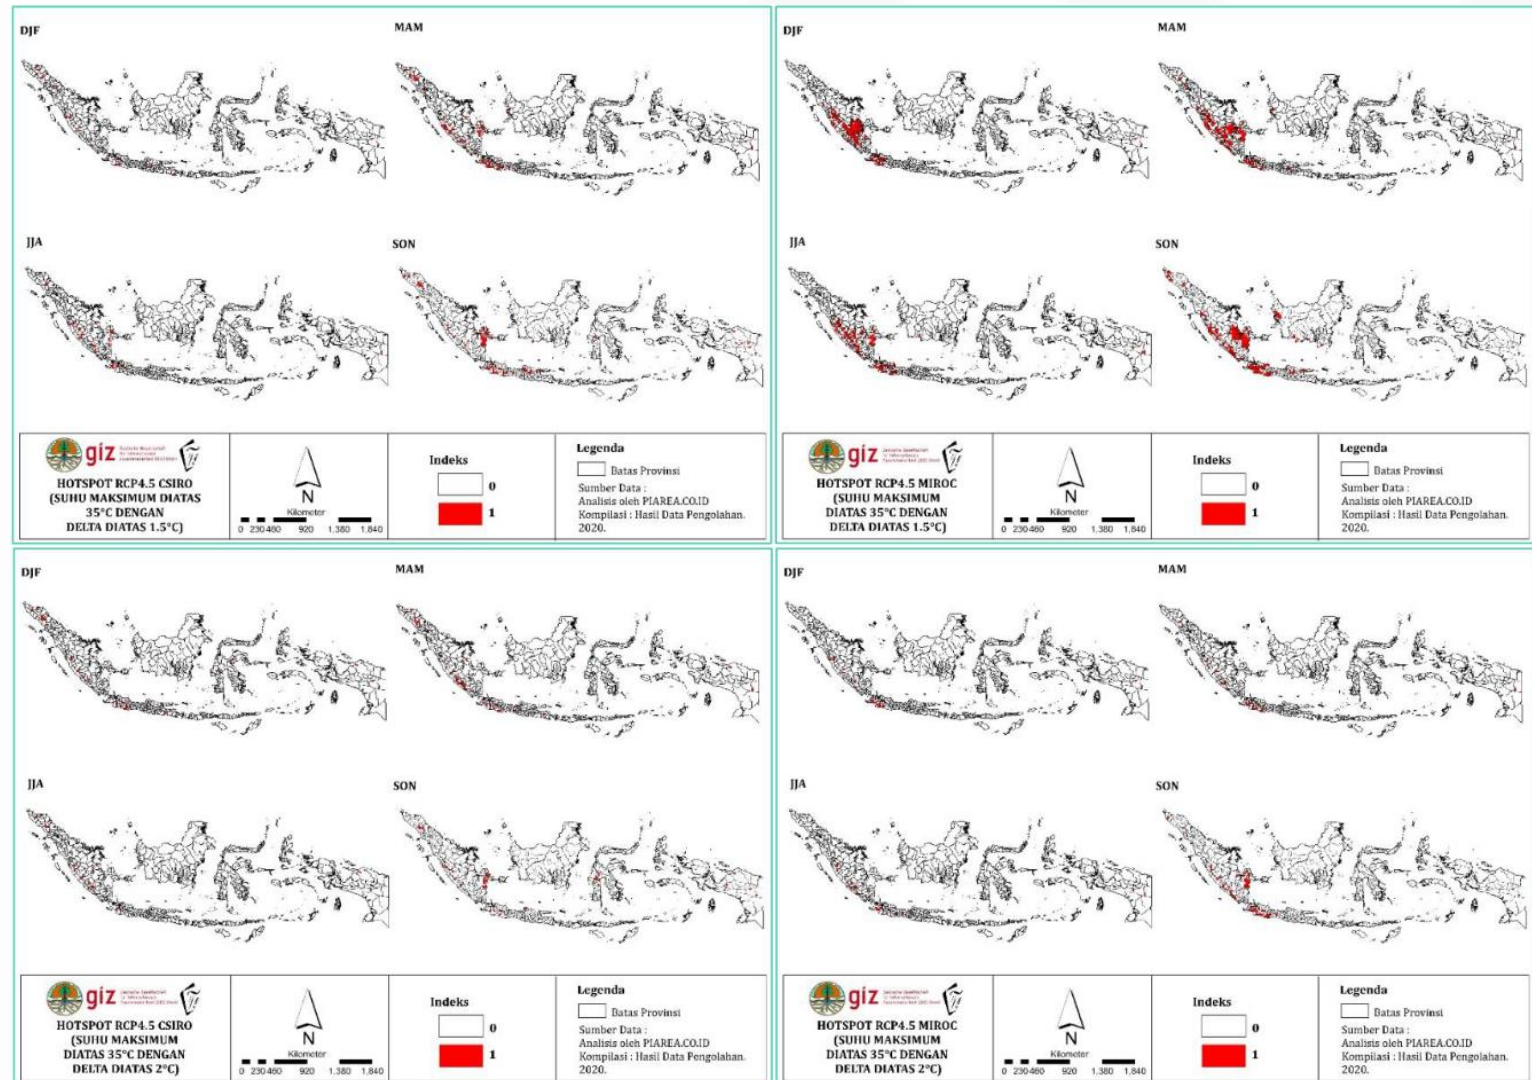 DJF
MAM
JJA
SON
giz
HOTSPOT RCP4.5 CSIRO
(SUHU MAKSIMUM DIATAS
35°C DENGAN
DELTA DIATAS 1.5°C)
N
Kilometer
0 230 460 920 1.380 1.840
Indeks
0
1
Legenda
Batas Provinsi
Sumber Data :
Analisis oleh PIAREA.CO.ID
Kompilasi : Hasil Data Pengolahan.
2020.
DJF
MAM
JJA
SON
giz
HOTSPOT RCP4.5 MIROC
(SUHU MAKSIMUM
DIATAS 35°C DENGAN
DELTA DIATAS 1.5°C)
N
Kilometer
0 230 460 920 1.380 1.840
Indeks
0
1
Legenda
Batas Provinsi
Sumber Data :
Analisis oleh PIAREA.CO.ID
Kompilasi : Hasil Data Pengolahan.
2020.
DJF
MAM
JJA
SON
giz
HOTSPOT RCP4.5 CSIRO
(SUHU MAKSIMUM
DIATAS 35°C DENGAN
DELTA DIATAS 2°C)
N
Kilometer
0 230 460 920 1.380 1.840
Indeks
0
1
Legenda
Batas Provinsi
Sumber Data :
Analisis oleh PIAREA.CO.ID
Kompilasi : Hasil Data Pengolahan.
2020.
DJF
MAM
JJA
SON
giz
HOTSPOT RCP4.5 MIROC
(SUHU MAKSIMUM
DIATAS 35°C DENGAN
DELTA DIATAS 2°C)
N
Kilometer
0 230 460 920 1.380 1.840
Indeks
0
1
Legenda
Batas Provinsi
Sumber Data :
Analisis oleh PIAREA.CO.ID
Kompilasi : Hasil Data Pengolahan.
2020.